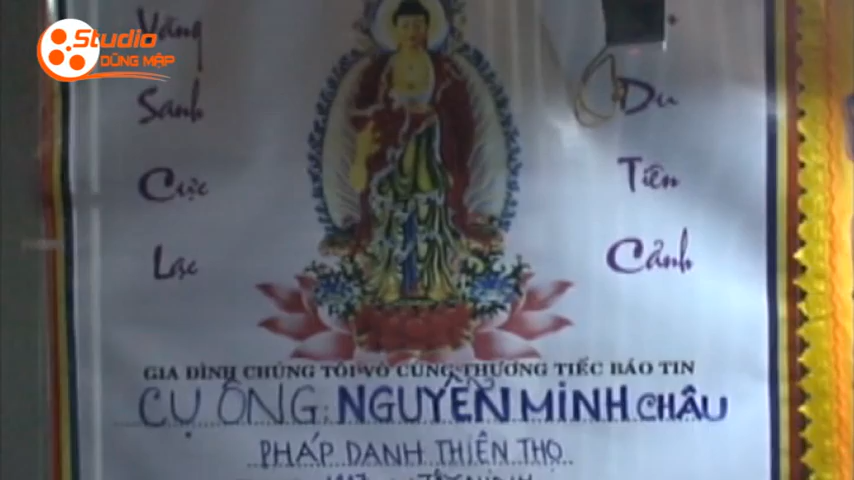 Studio
DŨNG MẬP
Vãng
Sanh
Cực
Lạc
Du
Tiên
Cảnh
GIA ĐÌNH CHÚNG TÔI VÔ CÙNG THƯƠNG TIẾC BÁO TIN
CỤ ÔNG: NGUYỄN MINH CHÂU
PHÁP DANH THIÊN THỌ